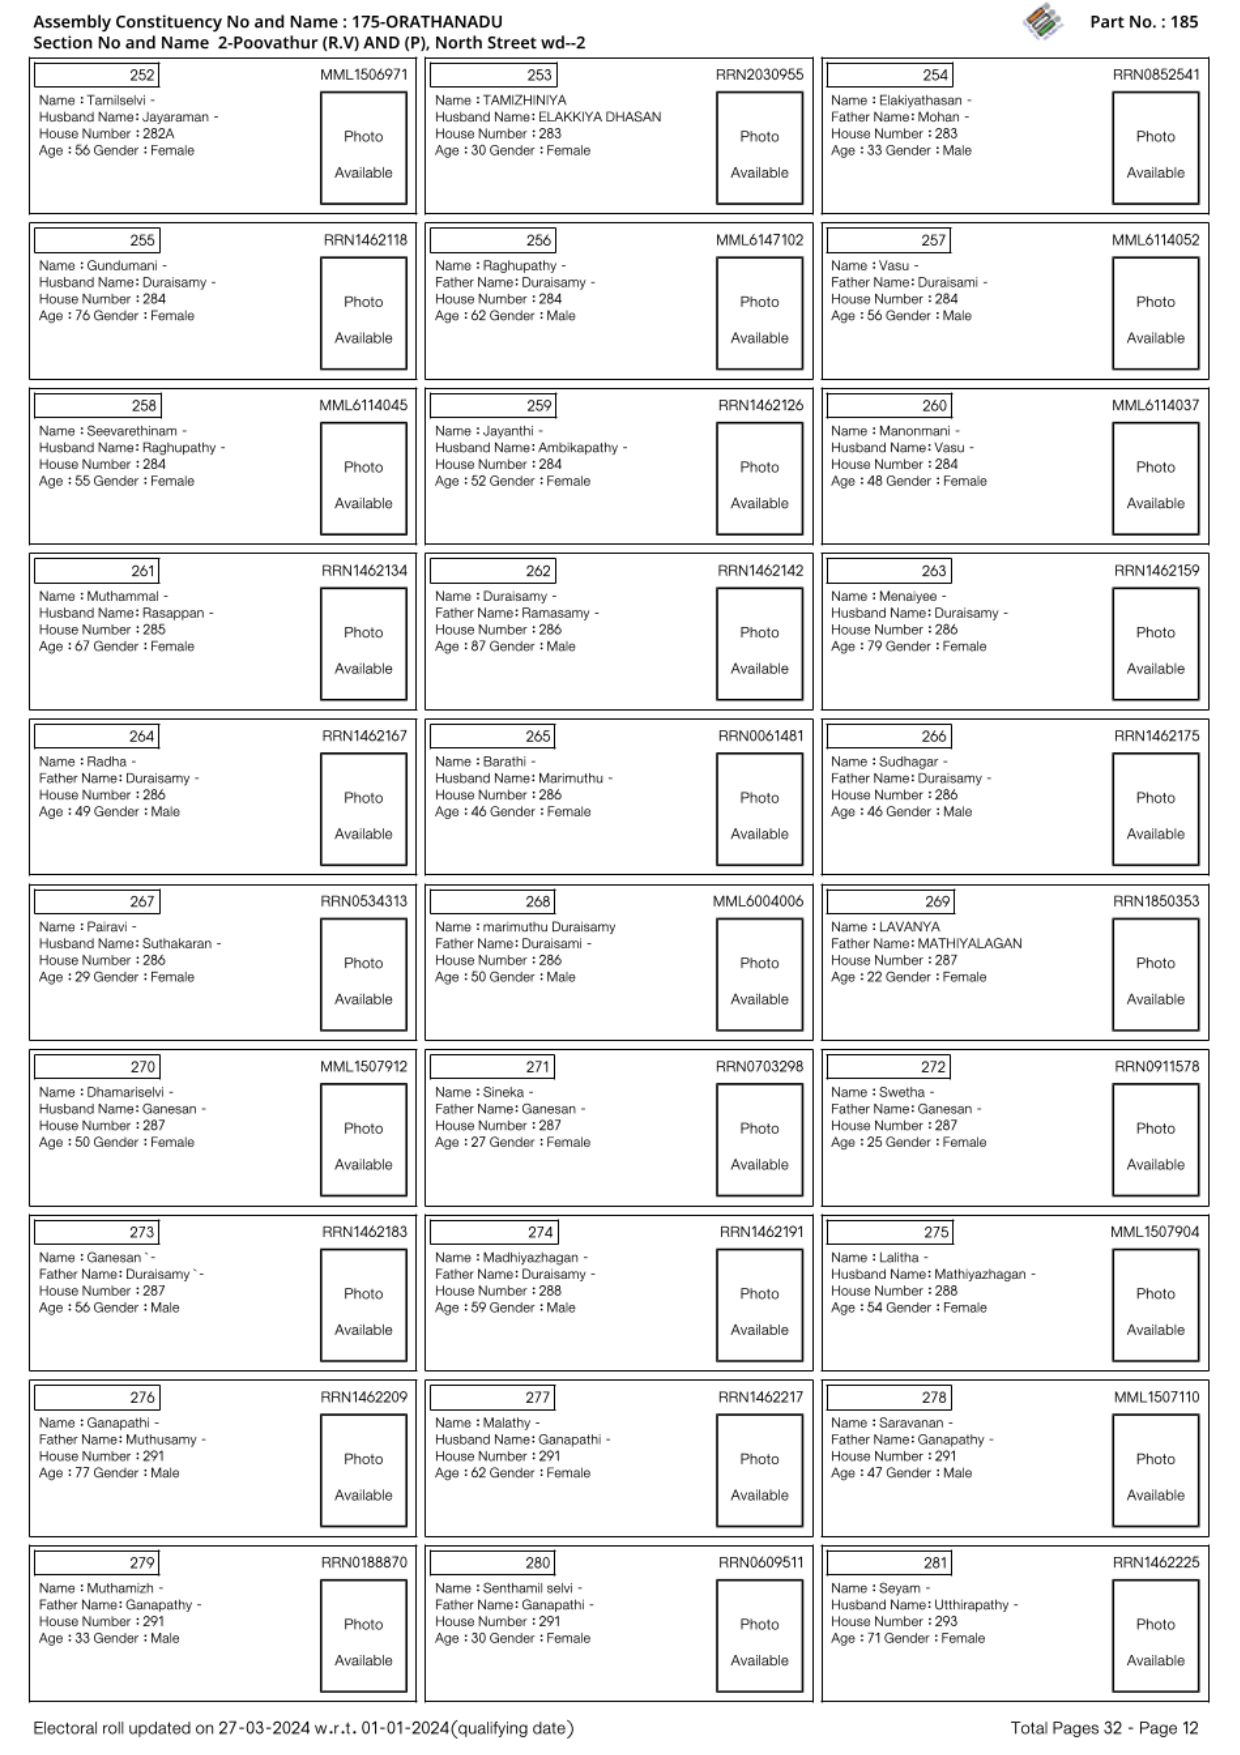 Assembly Constituency No and Name : 175-ORATHANADU
Part No. : 185
Section No and Name 2-Poovathur (R.V) AND (P), North Street wd--2
252
MML1506971
Name : Tamilselvi -
Husband Name: Jayaraman -
House Number : 282A
Age : 56 Gender : Female
Photo
Available
253
RRN2030955
Name : TAMIZHINIYA
Husband Name: ELAKKIYA DHASAN
House Number : 283
Age : 30 Gender : Female
Photo
Available
254
RRN0852541
Name : Elakiyathasan -
Father Name: Mohan -
House Number : 283
Age : 33 Gender : Male
Photo
Available
255
RRN1462118
Name : Gundumani -
Husband Name: Duraisamy -
House Number : 284
Age : 76 Gender : Female
Photo
Available
256
MML6147102
Name : Raghupathy -
Father Name: Duraisamy -
House Number : 284
Age : 62 Gender : Male
Photo
Available
257
MML6114052
Name : Vasu -
Father Name: Duraisami -
House Number : 284
Age : 56 Gender : Male
Photo
Available
258
MML6114045
Name : Seevarethinam -
Husband Name: Raghupathy -
House Number : 284
Age : 55 Gender : Female
Photo
Available
259
RRN1462126
Name : Jayanthi -
Husband Name: Ambikapathy -
House Number : 284
Age : 52 Gender : Female
Photo
Available
260
MML6114037
Name : Manonmani -
Husband Name: Vasu -
House Number : 284
Age : 48 Gender : Female
Photo
Available
261
RRN1462134
Name : Muthammal -
Husband Name: Rasappan -
House Number : 285
Age : 67 Gender : Female
Photo
Available
262
RRN1462142
Name : Duraisamy -
Father Name: Ramasamy -
House Number : 286
Age : 87 Gender : Male
Photo
Available
263
RRN1462159
Name : Menaiyee -
Husband Name: Duraisamy -
House Number : 286
Age : 79 Gender : Female
Photo
Available
264
RRN1462167
Name : Radha -
Father Name: Duraisamy -
House Number : 286
Age : 49 Gender : Male
Photo
Available
265
RRN0061481
Name : Barathi -
Husband Name: Marimuthu -
House Number : 286
Age : 46 Gender : Female
Photo
Available
266
RRN1462175
Name : Sudhagar -
Father Name: Duraisamy -
House Number : 286
Age : 46 Gender : Male
Photo
Available
267
RRN0534313
Name : Pairavi -
Husband Name: Suthakaran -
House Number : 286
Age : 29 Gender : Female
Photo
Available
268
MML6004006
Name : marimuthu Duraisamy
Father Name: Duraisami -
House Number : 286
Age : 50 Gender : Male
Photo
Available
269
RRN1850353
Name : LAVANYA
Father Name: MATHIYALAGAN
House Number : 287
Age : 22 Gender : Female
Photo
Available
270
MML1507912
Name : Dhamariselvi -
Husband Name: Ganesan -
House Number : 287
Age : 50 Gender : Female
Photo
Available
271
RRN0703298
Name : Sineka -
Father Name: Ganesan -
House Number : 287
Age : 27 Gender : Female
Photo
Available
272
RRN0911578
Name : Swetha -
Father Name: Ganesan -
House Number : 287
Age : 25 Gender : Female
Photo
Available
273
RRN1462183
Name : Ganesan `-
Father Name: Duraisamy `-
House Number : 287
Age : 56 Gender : Male
Photo
Available
274
RRN1462191
Name : Madhiyazhagan -
Father Name: Duraisamy -
House Number : 288
Age : 59 Gender : Male
Photo
Available
275
MML1507904
Name : Lalitha -
Husband Name: Mathiyazhagan -
House Number : 288
Age : 54 Gender : Female
Photo
Available
276
RRN1462209
Name : Ganapathi -
Father Name: Muthusamy -
House Number : 291
Age : 77 Gender : Male
Photo
Available
277
RRN1462217
Name : Malathy -
Husband Name: Ganapathi -
House Number : 291
Age : 62 Gender : Female
Photo
Available
278
MML1507110
Name : Saravanan -
Father Name: Ganapathy -
House Number : 291
Age : 47 Gender : Male
Photo
Available
279
RRN0188870
Name : Muthamizh -
Father Name: Ganapathy -
House Number : 291
Age : 33 Gender : Male
Photo
Available
280
RRN0609511
Name : Senthamil selvi -
Father Name: Ganapathi -
House Number : 291
Age : 30 Gender : Female
Photo
Available
281
RRN1462225
Name : Seyam -
Husband Name: Utthirapathy -
House Number : 293
Age : 71 Gender : Female
Photo
Available
Electoral roll updated on 27-03-2024 w.r.t. 01-01-2024(qualifying date)
Total Pages 32 - Page 12